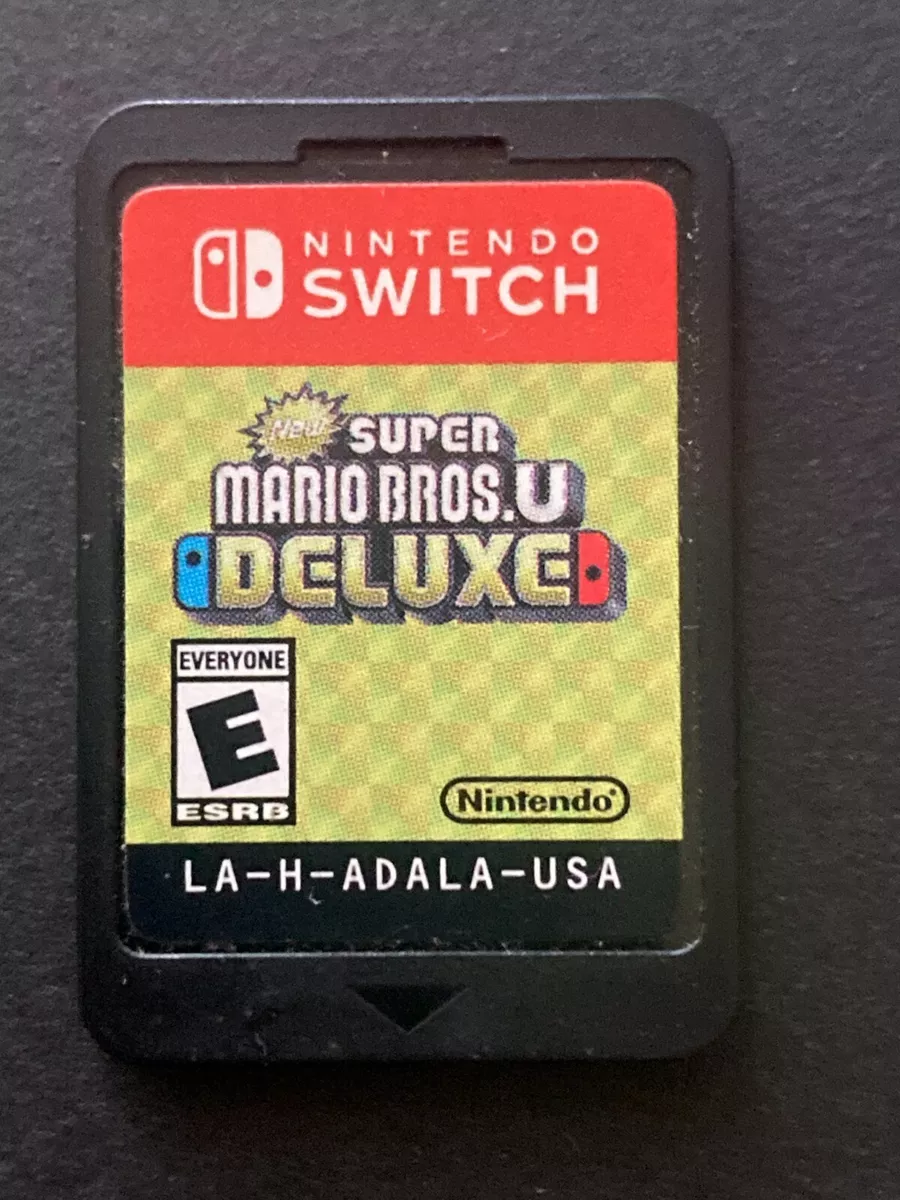 NINTENDO
SWITCH
New SUPER
MARIO BROS. U
DELUXE
EVERYONE
E
ESRB
Nintendo®
LA-H-ADALA-USA